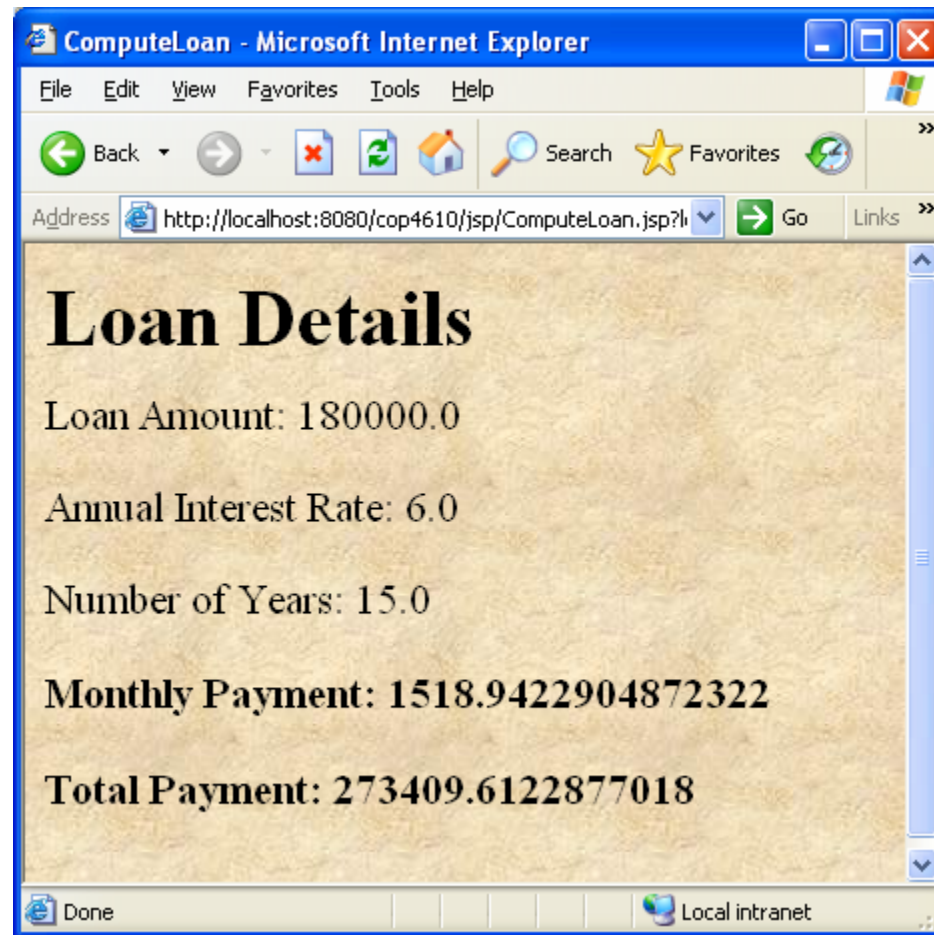 ComputeLoan - Microsoft Internet Explorer
File Edit View Favorites Tools Help
Back Search Favorites »
Address http://localhost:8080/cop4610/jsp/ComputeLoan.jsp?l Go Links »
Loan Details
Loan Amount: 180000.0
Annual Interest Rate: 6.0
Number of Years: 15.0
Monthly Payment: 1518.9422904872322
Total Payment: 273409.6122877018
Done Local intranet